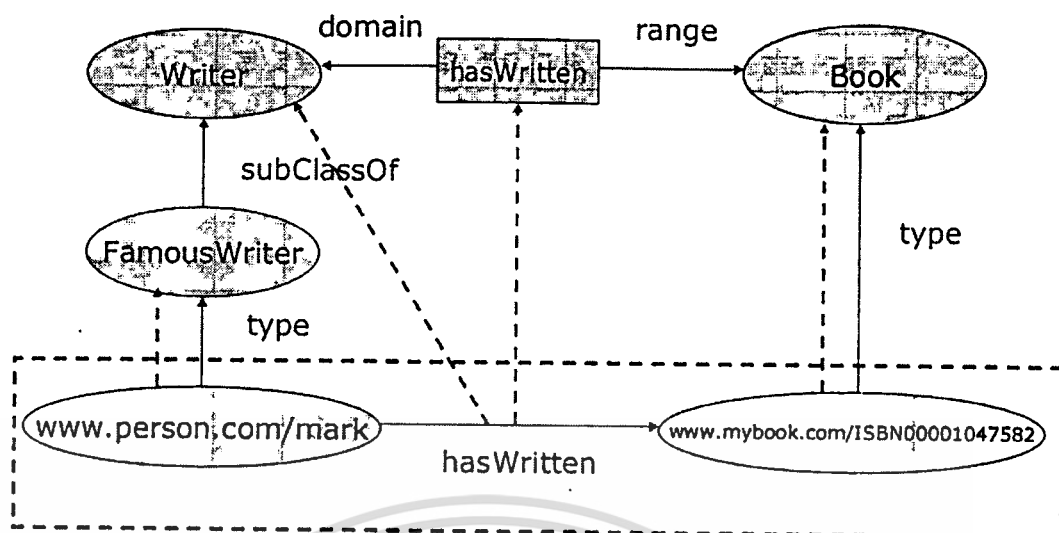 domain
range
Writer
hasWritten
Book
subClassOf
FamousWriter
type
type
www.person.com/mark
www.mybook.com/ISBN00001047582
hasWritten